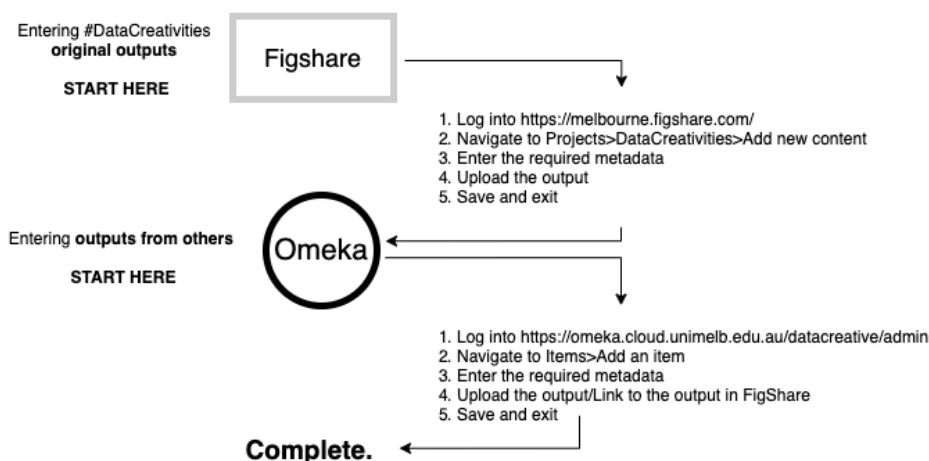 Entering #DataCreativities
original outputs
START HERE
Figshare
1. Log into https://melbourne.figshare.com/
2. Navigate to Projects>DataCreativities>Add new content
3. Enter the required metadata
4. Upload the output
5. Save and exit
Entering outputs from others
START HERE
Omeka
1. Log into https://omeka.cloud.unimelb.edu.au/datacreative/admin
2. Navigate to Items>Add an item
3. Enter the required metadata
4. Upload the output/Link to the output in FigShare
5. Save and exit
Complete.